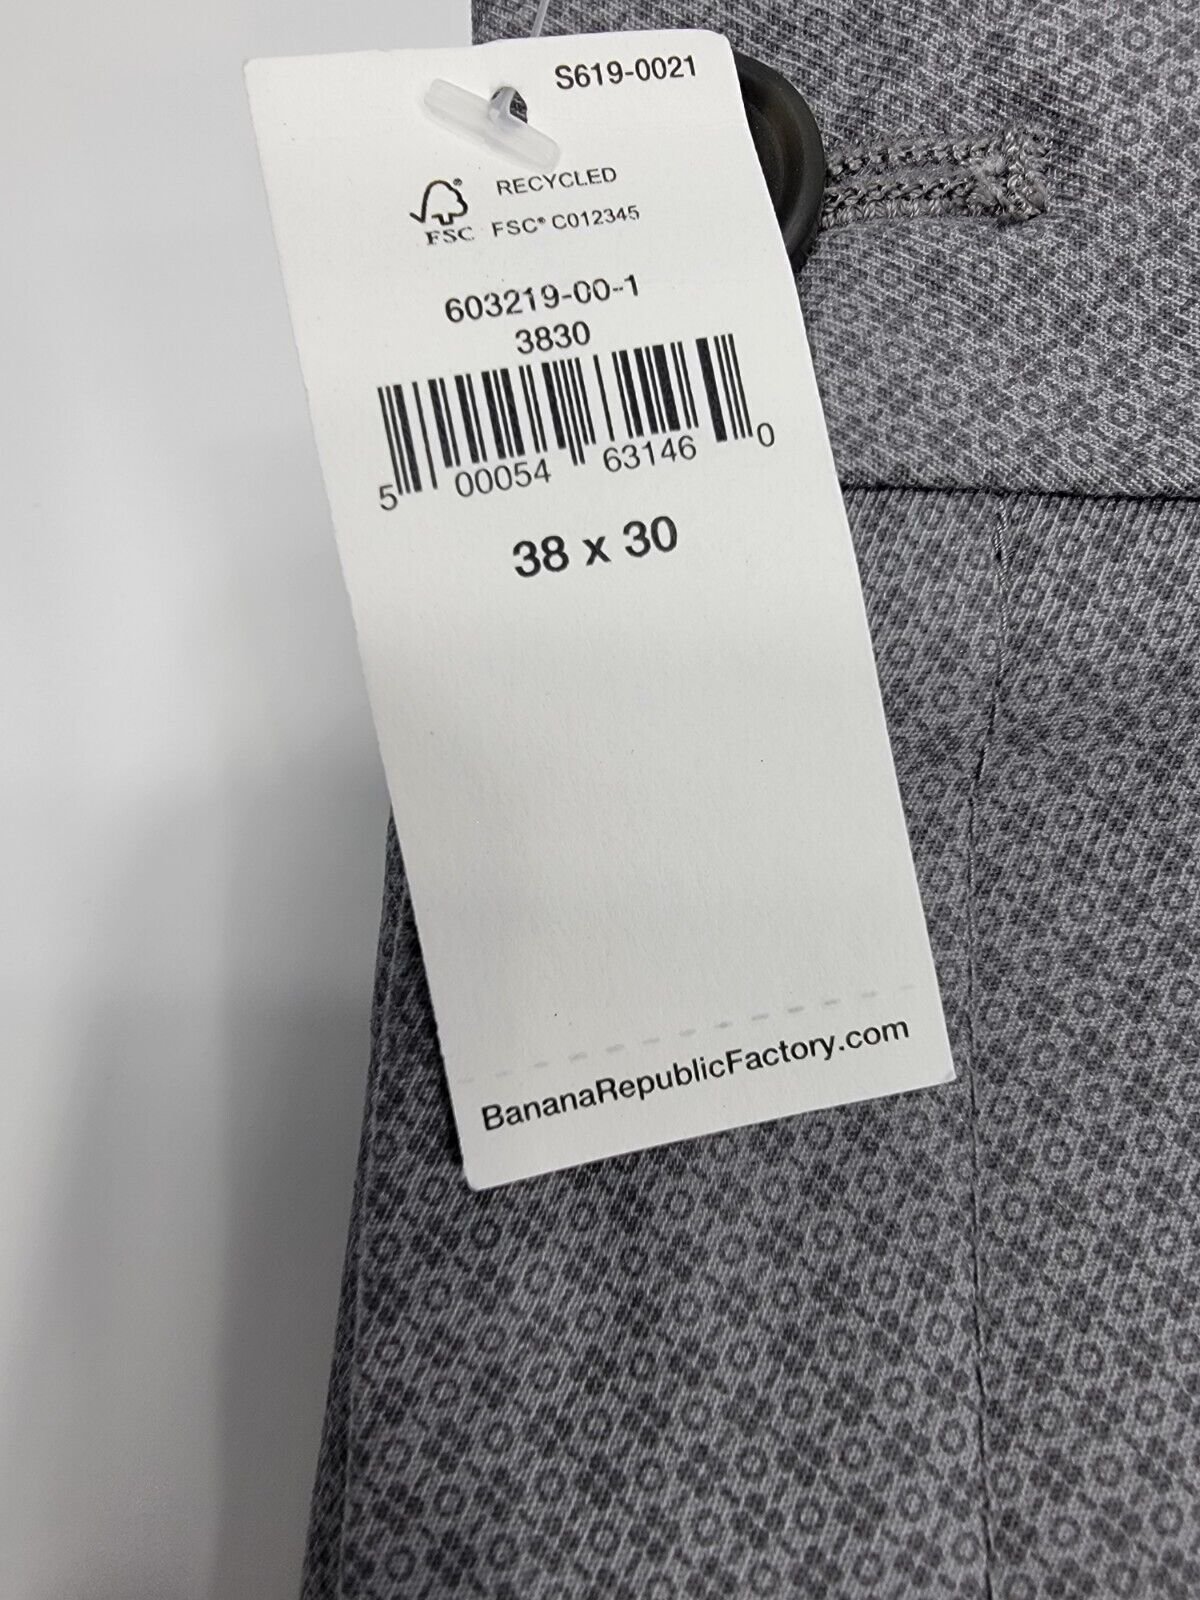 S619-0021
RECYCLED
FSC® FSC® C012345
603219-00-1
3830
5 00054 63146 0
38 x 30
BananaRepublicFactory.com